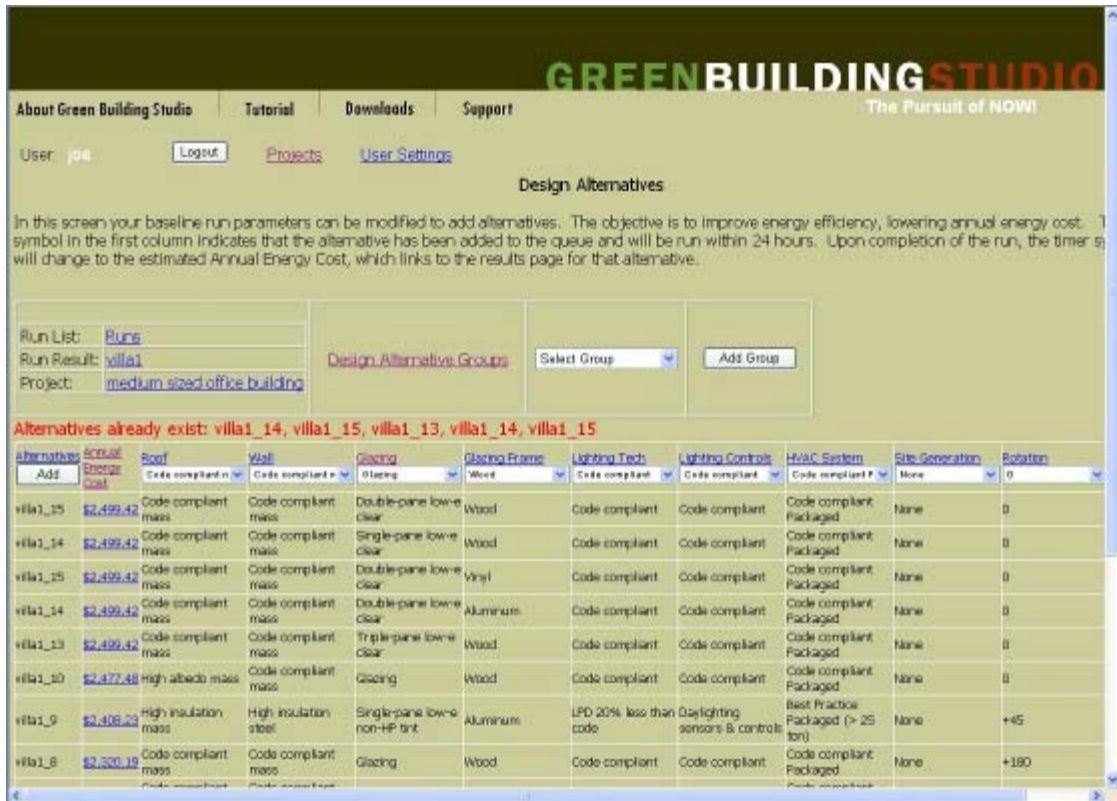 GREENBUILDINGSTUDIO
The Pursuit of NOW!
About Green Building Studio Tutorial Downloads Support
User: joe Logout Projects User Settings
Design Alternatives
In this screen your baseline run parameters can be modified to add alternatives. The objective is to improve energy efficiency, lowering annual energy cost. T
symbol in the first column indicates that the alternative has been added to the queue and will be run within 24 hours. Upon completion of the run, the timer sy
will change to the estimated Annual Energy Cost, which links to the results page for that alternative.
Run List: Runs
Run Result: villa1
Project: medium sized office building
Design Alternative Groups Select Group Add Group
Alternatives already exist: villa1_14, villa1_15, villa1_13, villa1_14, villa1_15
Alternatives Annual Energy Cost Roof Wall Glazing Glazing Frame Lighting Tech Lighting Controls HVAC System Site Generation Rotation
Add Code compliant n Code compliant n Glazing Wood Code compliant Code compliant Code compliant P None 0
villa1_15 $2,499.42 Code compliant mass Code compliant mass Double-pane low-e clear Wood Code compliant Code compliant Code compliant Packaged None 0
villa1_14 $2,499.42 Code compliant mass Code compliant mass Single-pane low-e clear Wood Code compliant Code compliant Code compliant Packaged None 0
villa1_15 $2,499.42 Code compliant mass Code compliant mass Double-pane low-e clear Vinyl Code compliant Code compliant Code compliant Packaged None 0
villa1_14 $2,499.42 Code compliant mass Code compliant mass Double-pane low-e clear Aluminum Code compliant Code compliant Code compliant Packaged None 0
villa1_13 $2,499.42 Code compliant mass Code compliant mass Triple-pane low-e clear Wood Code compliant Code compliant Code compliant Packaged None 0
villa1_10 $2,477.48 High albedo mass Code compliant mass Glazing Wood Code compliant Code compliant Code compliant Packaged None 0
villa1_9 $2,408.23 High insulation mass High insulation steel Single-pane low-e non-HP tint Aluminum LPD 20% less than code Daylighting sensors & controls Best Practice Packaged (> 25 ton) None +45
villa1_8 $2,320.19 Code compliant mass Code compliant mass Glazing Wood Code compliant Code compliant Code compliant Packaged None +180